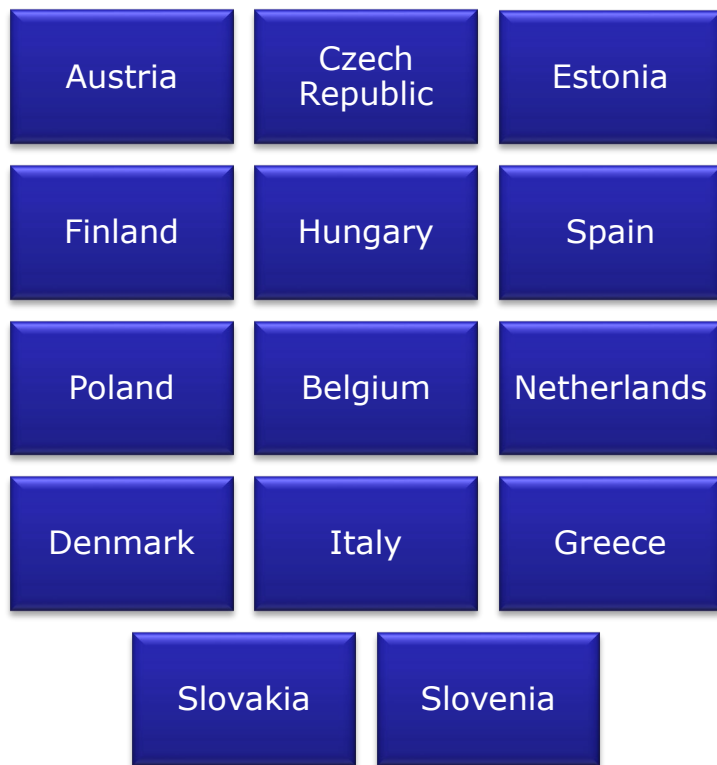 Austria
Czech
Republic
Estonia
Finland
Hungary
Spain
Poland
Belgium
Netherlands
Denmark
Italy
Greece
Slovakia
Slovenia